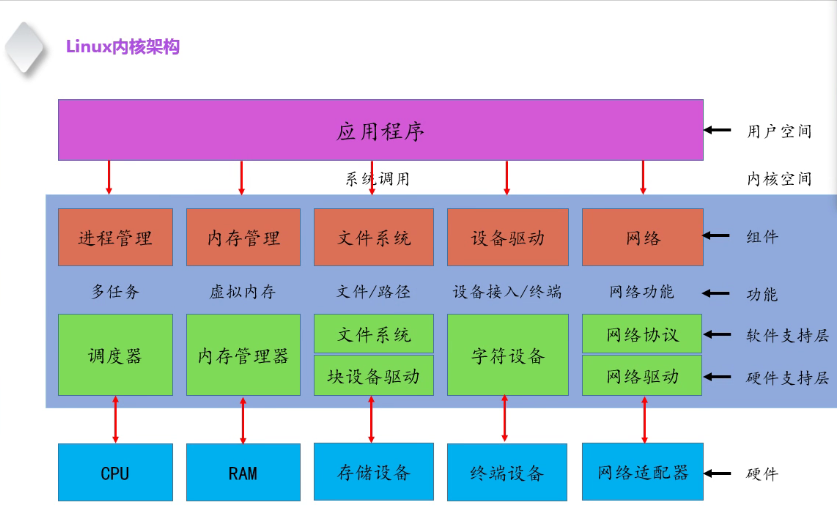 Linux内核架构
应用程序
用户空间
系统调用
内核空间
进程管理 内存管理 文件系统 设备驱动 网络 组件
多任务 虚拟内存 文件/路径 设备接入/终端 网络功能 功能
调度器 内存管理器 文件系统 字符设备 网络协议 软件支持层
块设备驱动 网络驱动 硬件支持层
CPU RAM 存储设备 终端设备 网络适配器 硬件